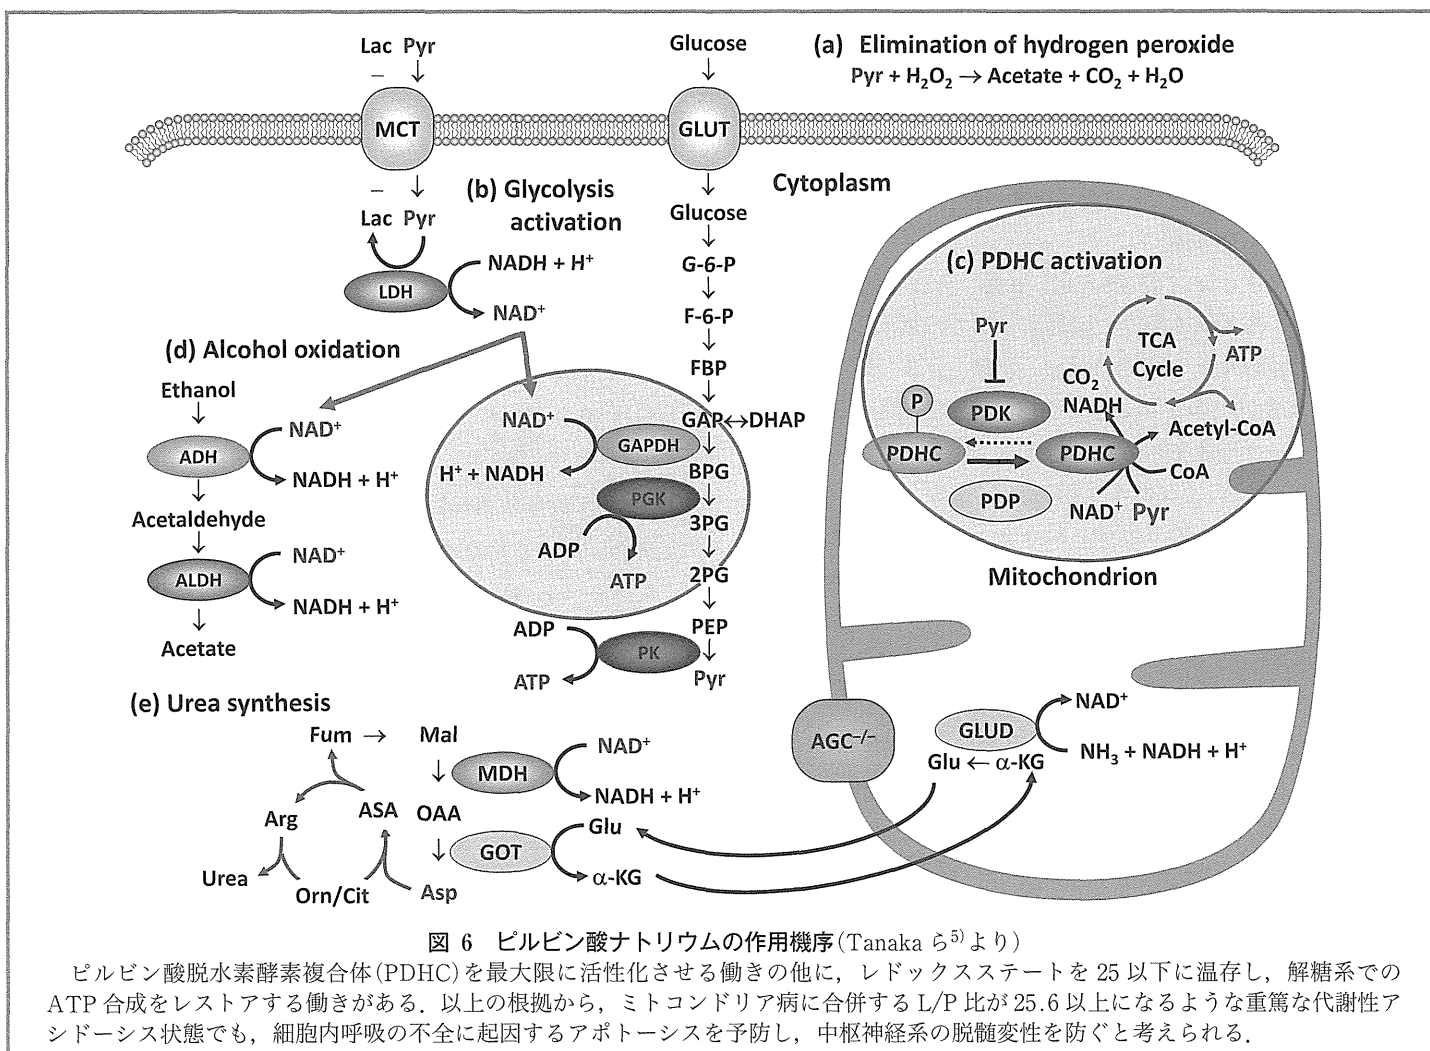 Lac Pyr
Glucose
(a) Elimination of hydrogen peroxide
Pyr + H₂O₂ → Acetate + CO₂ + H₂O
MCT
GLUT
Cytoplasm
(b) Glycolysis
activation
Lac Pyr
LDH
NADH + H⁺
NAD⁺
Glucose
G-6-P
F-6-P
FBP
GAP↔DHAP
BPG
3PG
2PG
PEP
Pyr
NAD⁺
GAPDH
H⁺ + NADH
PGK
ADP
ATP
ADP
PK
ATP
(c) PDHC activation
Pyr
TCA
Cycle
ATP
CO₂
NADH
P
PDK
Acetyl-CoA
PDHC
PDHC
CoA
PDP
NAD⁺ Pyr
Mitochondrion
(d) Alcohol oxidation
Ethanol
NAD⁺
ADH
NADH + H⁺
Acetaldehyde
NAD⁺
ALDH
NADH + H⁺
Acetate
(e) Urea synthesis
Fum → Mal
NAD⁺
MDH
NADH + H⁺
Arg
ASA
OAA
Glu
GOT
Urea
Orn/Cit
Asp
α-KG
AGC⁻/⁻
GLUD
NAD⁺
NH₃ + NADH + H⁺
Glu ← α-KG
図 6 ピルビン酸ナトリウムの作用機序(Tanakaら⁵⁾より)
ピルビン酸脱水素酵素複合体(PDHC)を最大限に活性化させる働きの他に，レドックスステートを 25 以下に温存し，解糖系での
ATP 合成をレストアする働きがある．以上の根拠から，ミトコンドリア病に合併する L/P 比が 25.6 以上になるような重篤な代謝性ア
シドーシス状態でも，細胞内呼吸の不全に起因するアポトーシスを予防し，中枢神経系の脱髄変性を防ぐと考えられる．